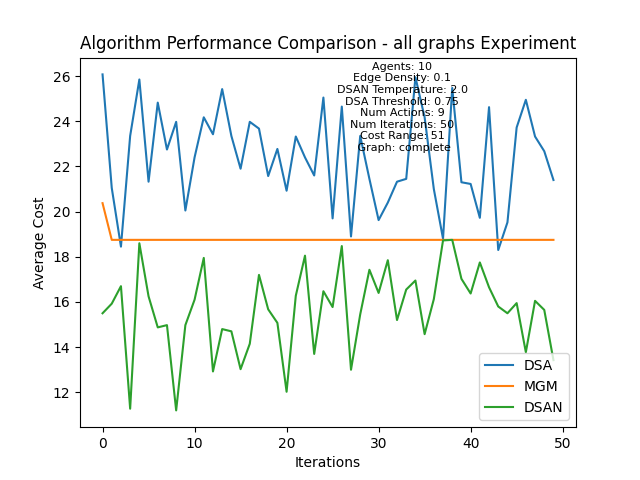 Algorithm Performance Comparison - all graphs Experiment
Agents: 10
Edge Density: 0.1
DSAN Temperature: 2.0
DSA Threshold: 0.75
Num Actions: 9
Num Iterations: 50
Cost Range: 51
Graph: complete
Average Cost
26
24
22
20
18
16
14
12
DSA
MGM
DSAN
0
10
20
30
40
50
Iterations